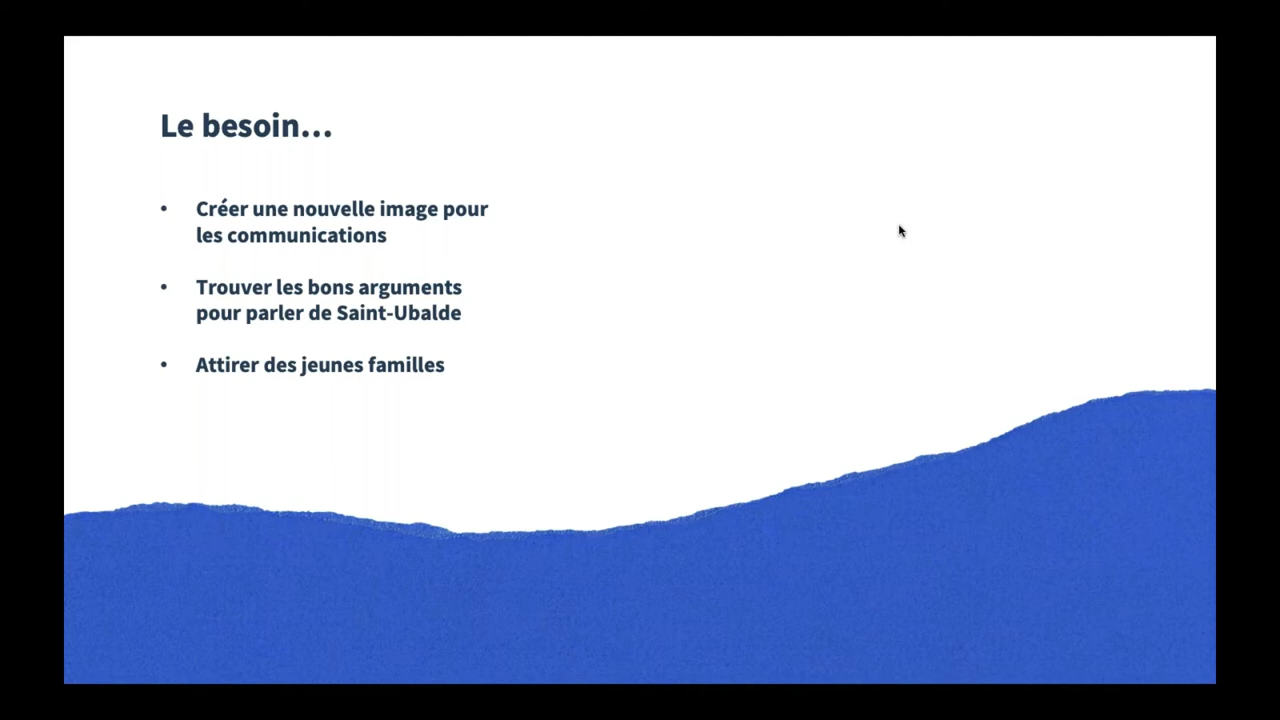 Le besoin...
• Créer une nouvelle image pour
les communications
• Trouver les bons arguments
pour parler de Saint-Ubalde
• Attirer des jeunes familles